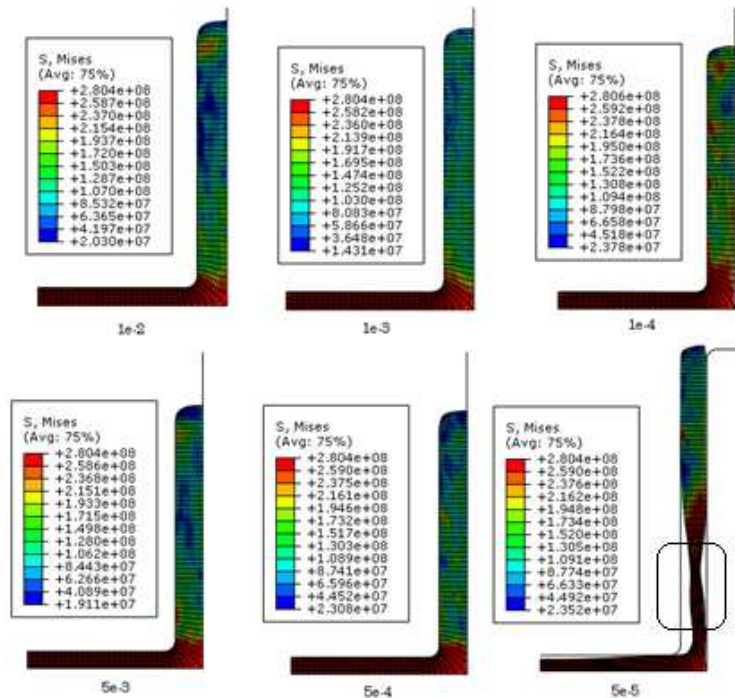 S, Mises
(Avg: 75%)
+2.804e+08
+2.587e+08
+2.370e+08
+2.154e+08
+1.937e+08
+1.720e+08
+1.503e+08
+1.287e+08
+1.070e+08
+8.532e+07
+6.365e+07
+4.197e+07
+2.030e+07
1e-2
S, Mises
(Avg: 75%)
+2.804e+08
+2.582e+08
+2.360e+08
+2.139e+08
+1.917e+08
+1.695e+08
+1.474e+08
+1.252e+08
+1.030e+08
+8.083e+07
+5.866e+07
+3.648e+07
+1.431e+07
1e-3
S, Mises
(Avg: 75%)
+2.806e+08
+2.592e+08
+2.378e+08
+2.164e+08
+1.950e+08
+1.736e+08
+1.522e+08
+1.308e+08
+1.094e+08
+8.798e+07
+6.658e+07
+4.518e+07
+2.378e+07
1e-4
S, Mises
(Avg: 75%)
+2.804e+08
+2.586e+08
+2.368e+08
+2.151e+08
+1.933e+08
+1.715e+08
+1.498e+08
+1.280e+08
+1.062e+08
+8.443e+07
+6.266e+07
+4.089e+07
+1.911e+07
5e-3
S, Mises
(Avg: 75%)
+2.804e+08
+2.590e+08
+2.375e+08
+2.161e+08
+1.946e+08
+1.732e+08
+1.517e+08
+1.303e+08
+1.089e+08
+8.741e+07
+6.596e+07
+4.452e+07
+2.308e+07
5e-4
S, Mises
(Avg: 75%)
+2.804e+08
+2.590e+08
+2.376e+08
+2.162e+08
+1.948e+08
+1.734e+08
+1.520e+08
+1.305e+08
+1.091e+08
+8.774e+07
+6.633e+07
+4.492e+07
+2.352e+07
5e-5